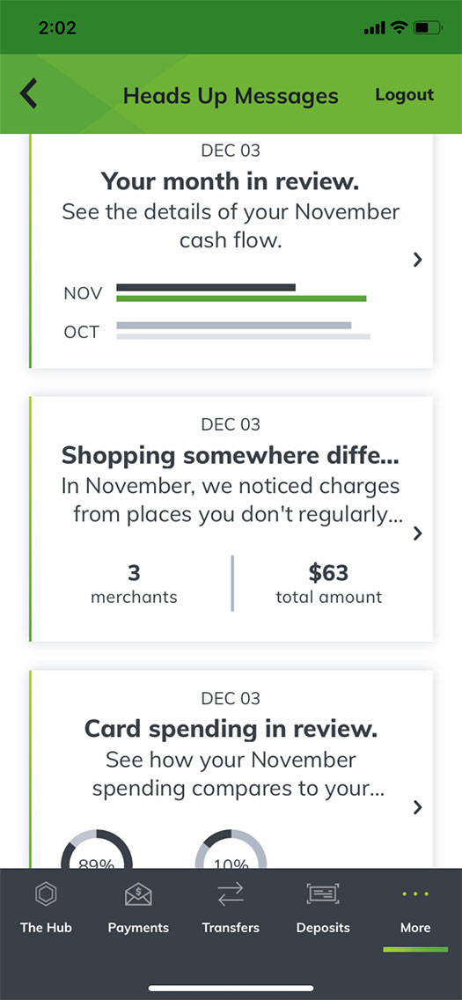 2:02
Heads Up Messages
Logout
DEC 03
Your month in review.
See the details of your November
cash flow.
NOV
OCT
DEC 03
Shopping somewhere diffe...
In November, we noticed charges
from places you don't regularly...
3
merchants
$63
total amount
DEC 03
Card spending in review.
See how your November
spending compares to your...
89%
10%
The Hub
Payments
Transfers
Deposits
More